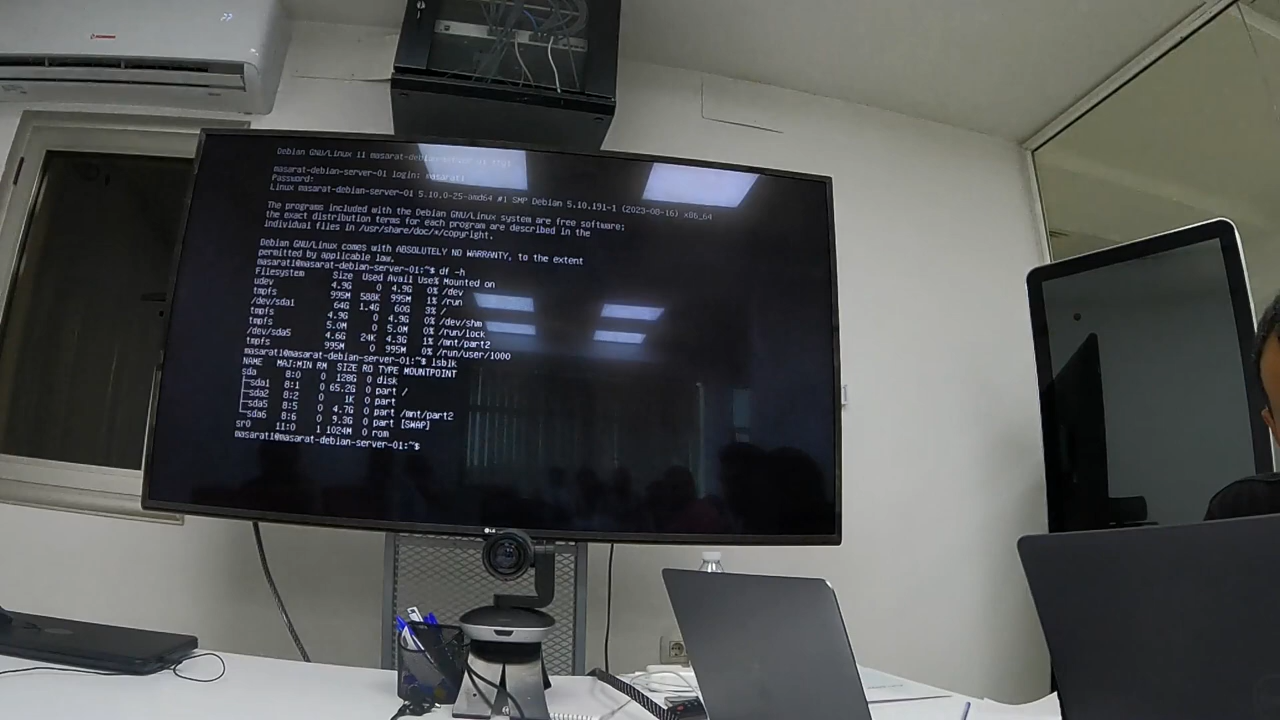 Debian GNU/Linux 11 masarat-debian-server-01 tty1
masarat-debian-server-01 login: masarat1
Password:
Linux masarat-debian-server-01 5.10.0-25-amd64 #1 SMP Debian 5.10.191-1 (2023-08-16) x86_64
The programs included with the Debian GNU/Linux system are free software;
the exact distribution terms for each program are described in the
individual files in /usr/share/doc/*/copyright.
Debian GNU/Linux comes with ABSOLUTELY NO WARRANTY, to the extent
permitted by applicable law.
masarat1@masarat-debian-server-01:~$ df -h
Filesystem Size Used Avail Use% Mounted on
udev 4.9G 0 4.9G 0% /dev
tmpfs 995M 588K 995M 1% /run
/dev/sda1 64G 1.4G 60G 3% /
tmpfs 4.9G 0 4.9G 0% /dev/shm
tmpfs 5.0M 0 5.0M 0% /run/lock
/dev/sda5 4.6G 24K 4.3G 1% /mnt/part2
tmpfs 995M 0 995M 0% /run/user/1000
masarat1@masarat-debian-server-01:~$ lsblk
NAME MAJ:MIN RM SIZE RO TYPE MOUNTPOINT
sda 8:0 0 128G 0 disk
├─sda1 8:1 0 65.2G 0 part /
├─sda2 8:2 0 1K 0 part
├─sda5 8:5 0 4.7G 0 part /mnt/part2
└─sda6 8:6 0 9.3G 0 part [SWAP]
sr0 11:0 1 1024M 0 rom
masarat1@masarat-debian-server-01:~$
LG